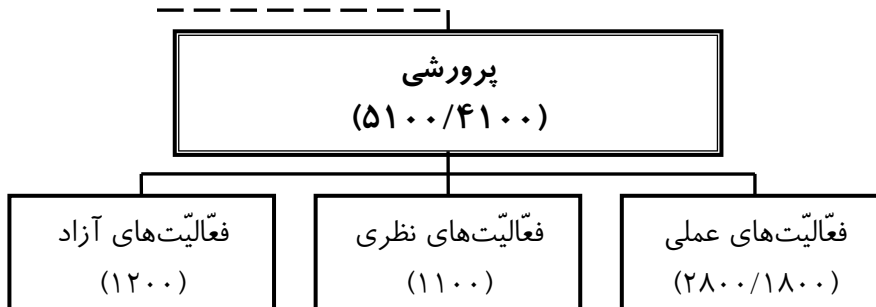 پرورشی
(۵۱۰۰/۴۱۰۰)
فعّالیّت‌های عملی
(۲۸۰۰/۱۸۰۰)
فعّالیّت‌های نظری
(۱۱۰۰)
فعّالیّت‌های آزاد
(۱۲۰۰)